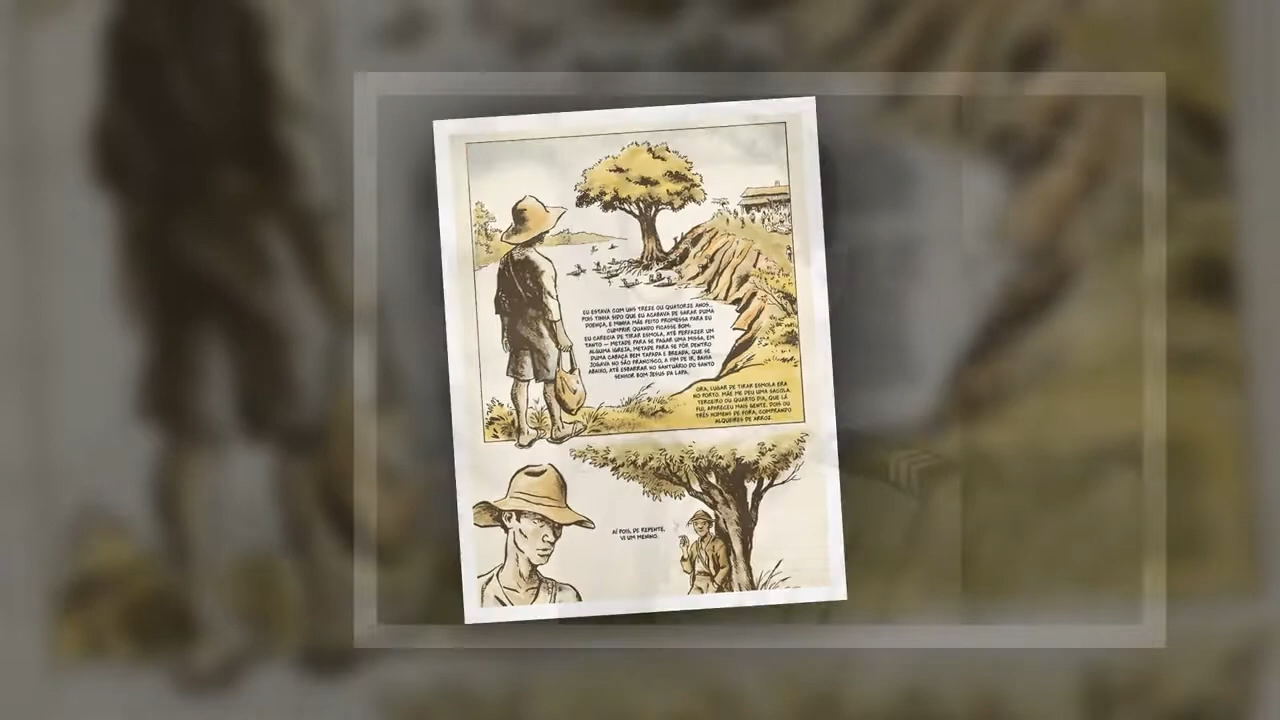 EU ESTAVA COM UNS TREZE OU QUATORZE ANOS...
POIS TINHA SIDO QUE EU ACABAVA DE SARAR DUMA
DOENÇA, E MINHA MÃE FEITO PROMESSA PARA EU
CUMPRIR QUANDO FICASSE BOM:
EU CARECIA DE TIRAR ESMOLA, ATÉ PERFAZER UM
TANTO — METADE PARA SE PAGAR UMA MISSA, EM
ALGUMA IGREJA, METADE PARA SE PÔR DENTRO
DUMA CABAÇA BEM TAPADA E BREADA, QUE SE
JOGAVA NO SÃO FRANCISCO, A FIM DE IR, BAHIA
ABAIXO, ATÉ ESBARRAR NO SANTUÁRIO DO SANTO
SENHOR BOM JESUS DA LAPA.
ORA, LUGAR DE TIRAR ESMOLA ERA
NO PORTO. MÃE ME DEU UMA SACOLA.
TERCEIRO OU QUARTO DIA, QUE LÁ
FUI, APARECEU MAIS GENTE. DOIS OU
TRÊS HOMENS DE FORA, COMPRANDO
ALQUEIRES DE ARROZ.
AÍ POIS, DE REPENTE,
VI UM MENINO.